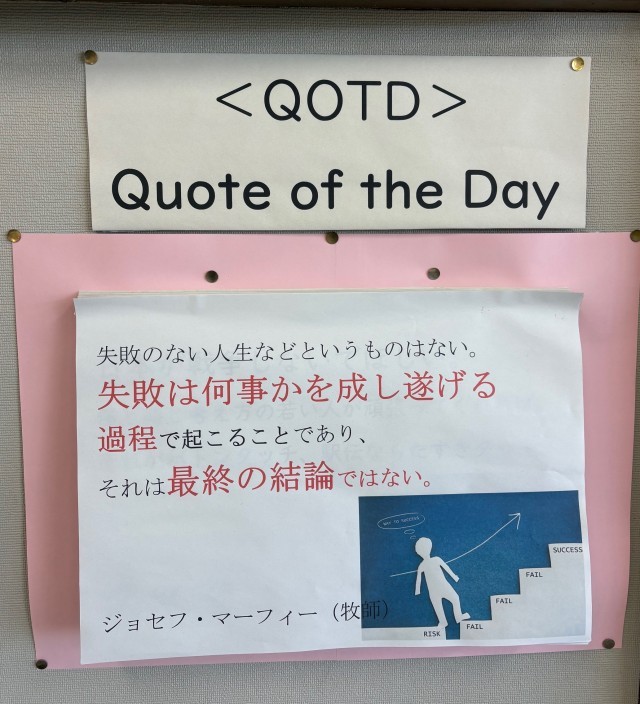 ＜QOTD＞
Quote of the Day
失敗のない人生などというものはない。
失敗は何事かを成し遂げる
過程で起こることであり、
それは最終の結論ではない。
WAY TO SUCCESS
SUCCESS
FAIL
FAIL
FAIL
RISK
ジョセフ・マーフィー（牧師）